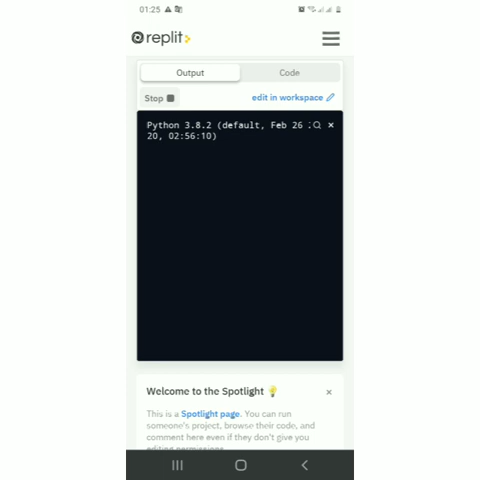 01:25
replit
Output
Code
Stop
edit in workspace
Python 3.8.2 (default, Feb 26
20, 02:56:10)
Welcome to the Spotlight
This is a Spotlight page. You can run
someone's project, browse their code, and
comment here even if they don't give you
editing permissions.